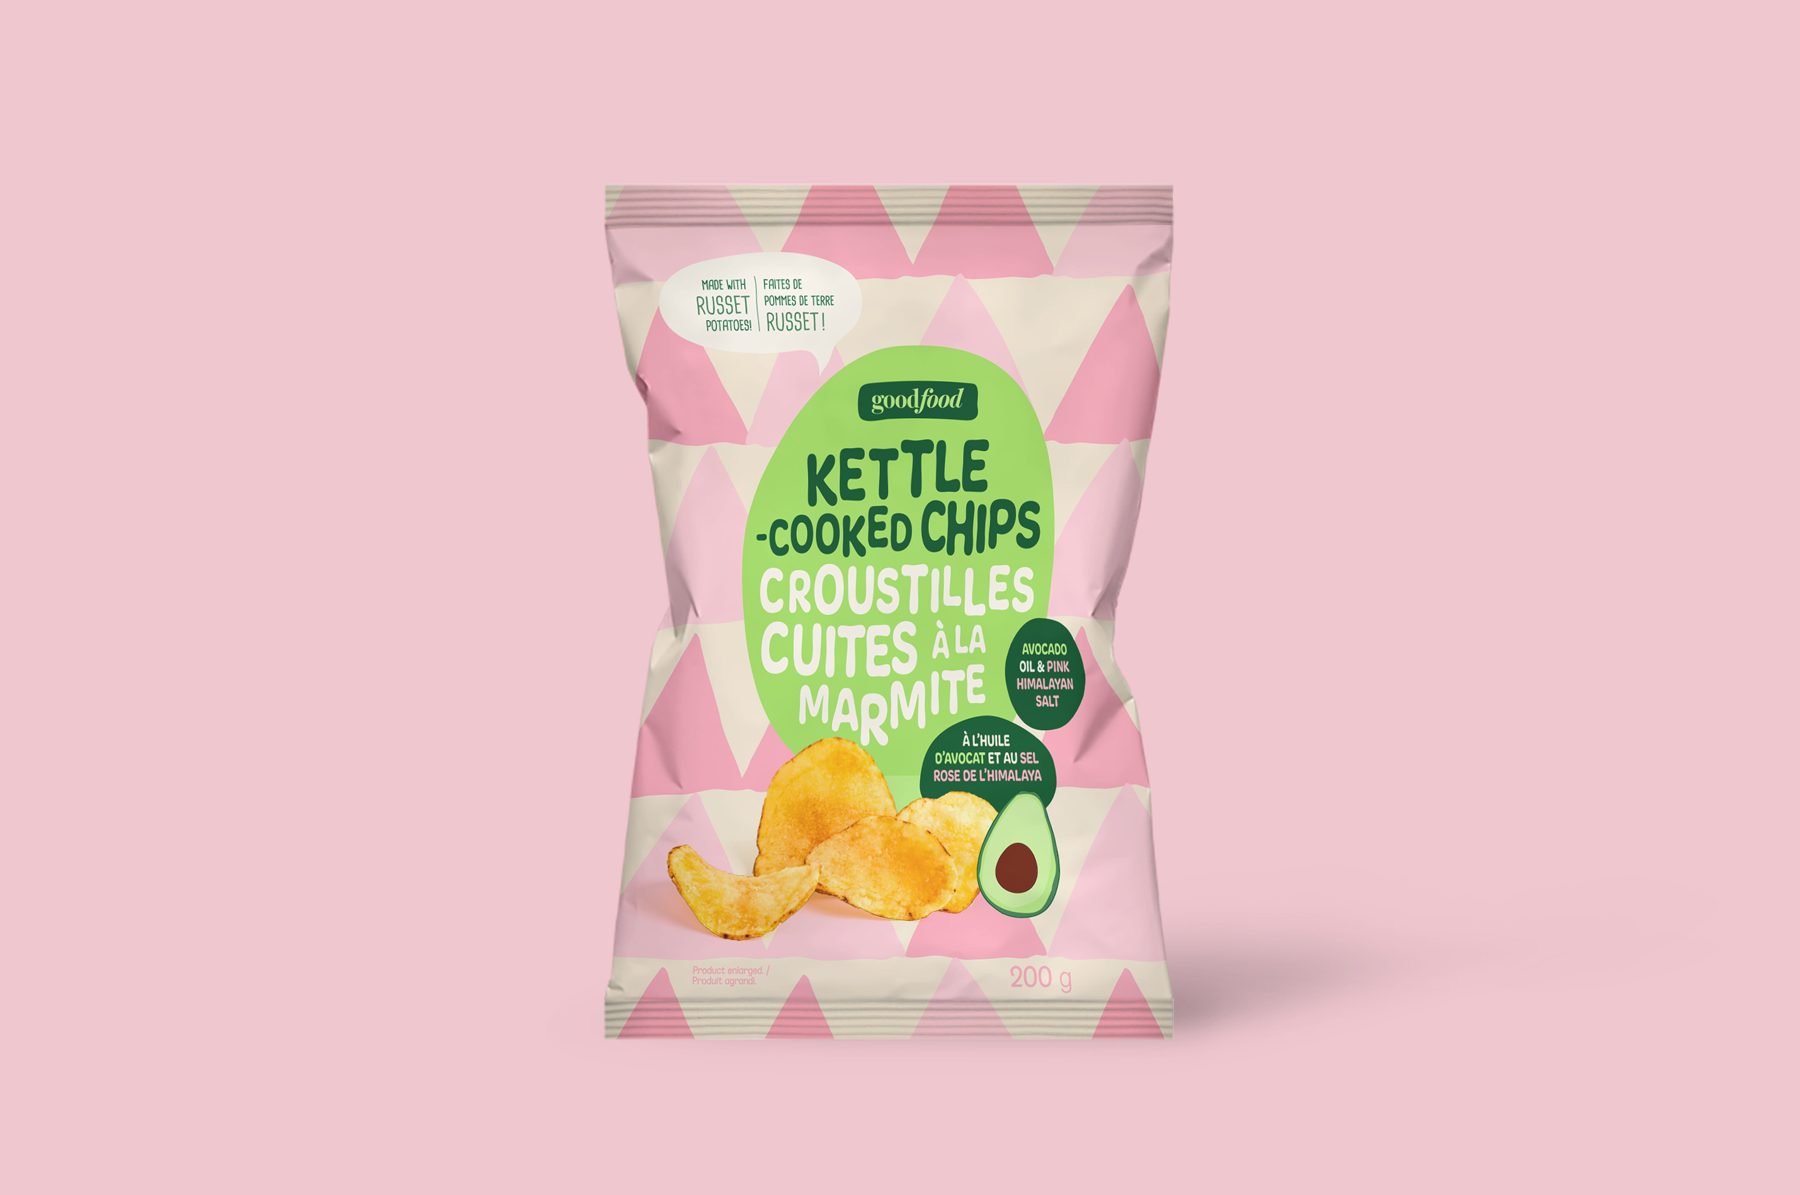 MADE WITH
RUSSET
POTATOES!
FAITES DE
POMMES DE TERRE
RUSSET !
goodfood
KETTLE
-COOKED CHIPS
CROUSTILLES
CUITES À LA
MARMITE
AVOCADO
OIL & PINK
HIMALAYAN
SALT
À L'HUILE
D'AVOCAT ET AU SEL
ROSE DE L'HIMALAYA
Product enlarged. /
Produit agrandi.
200 g